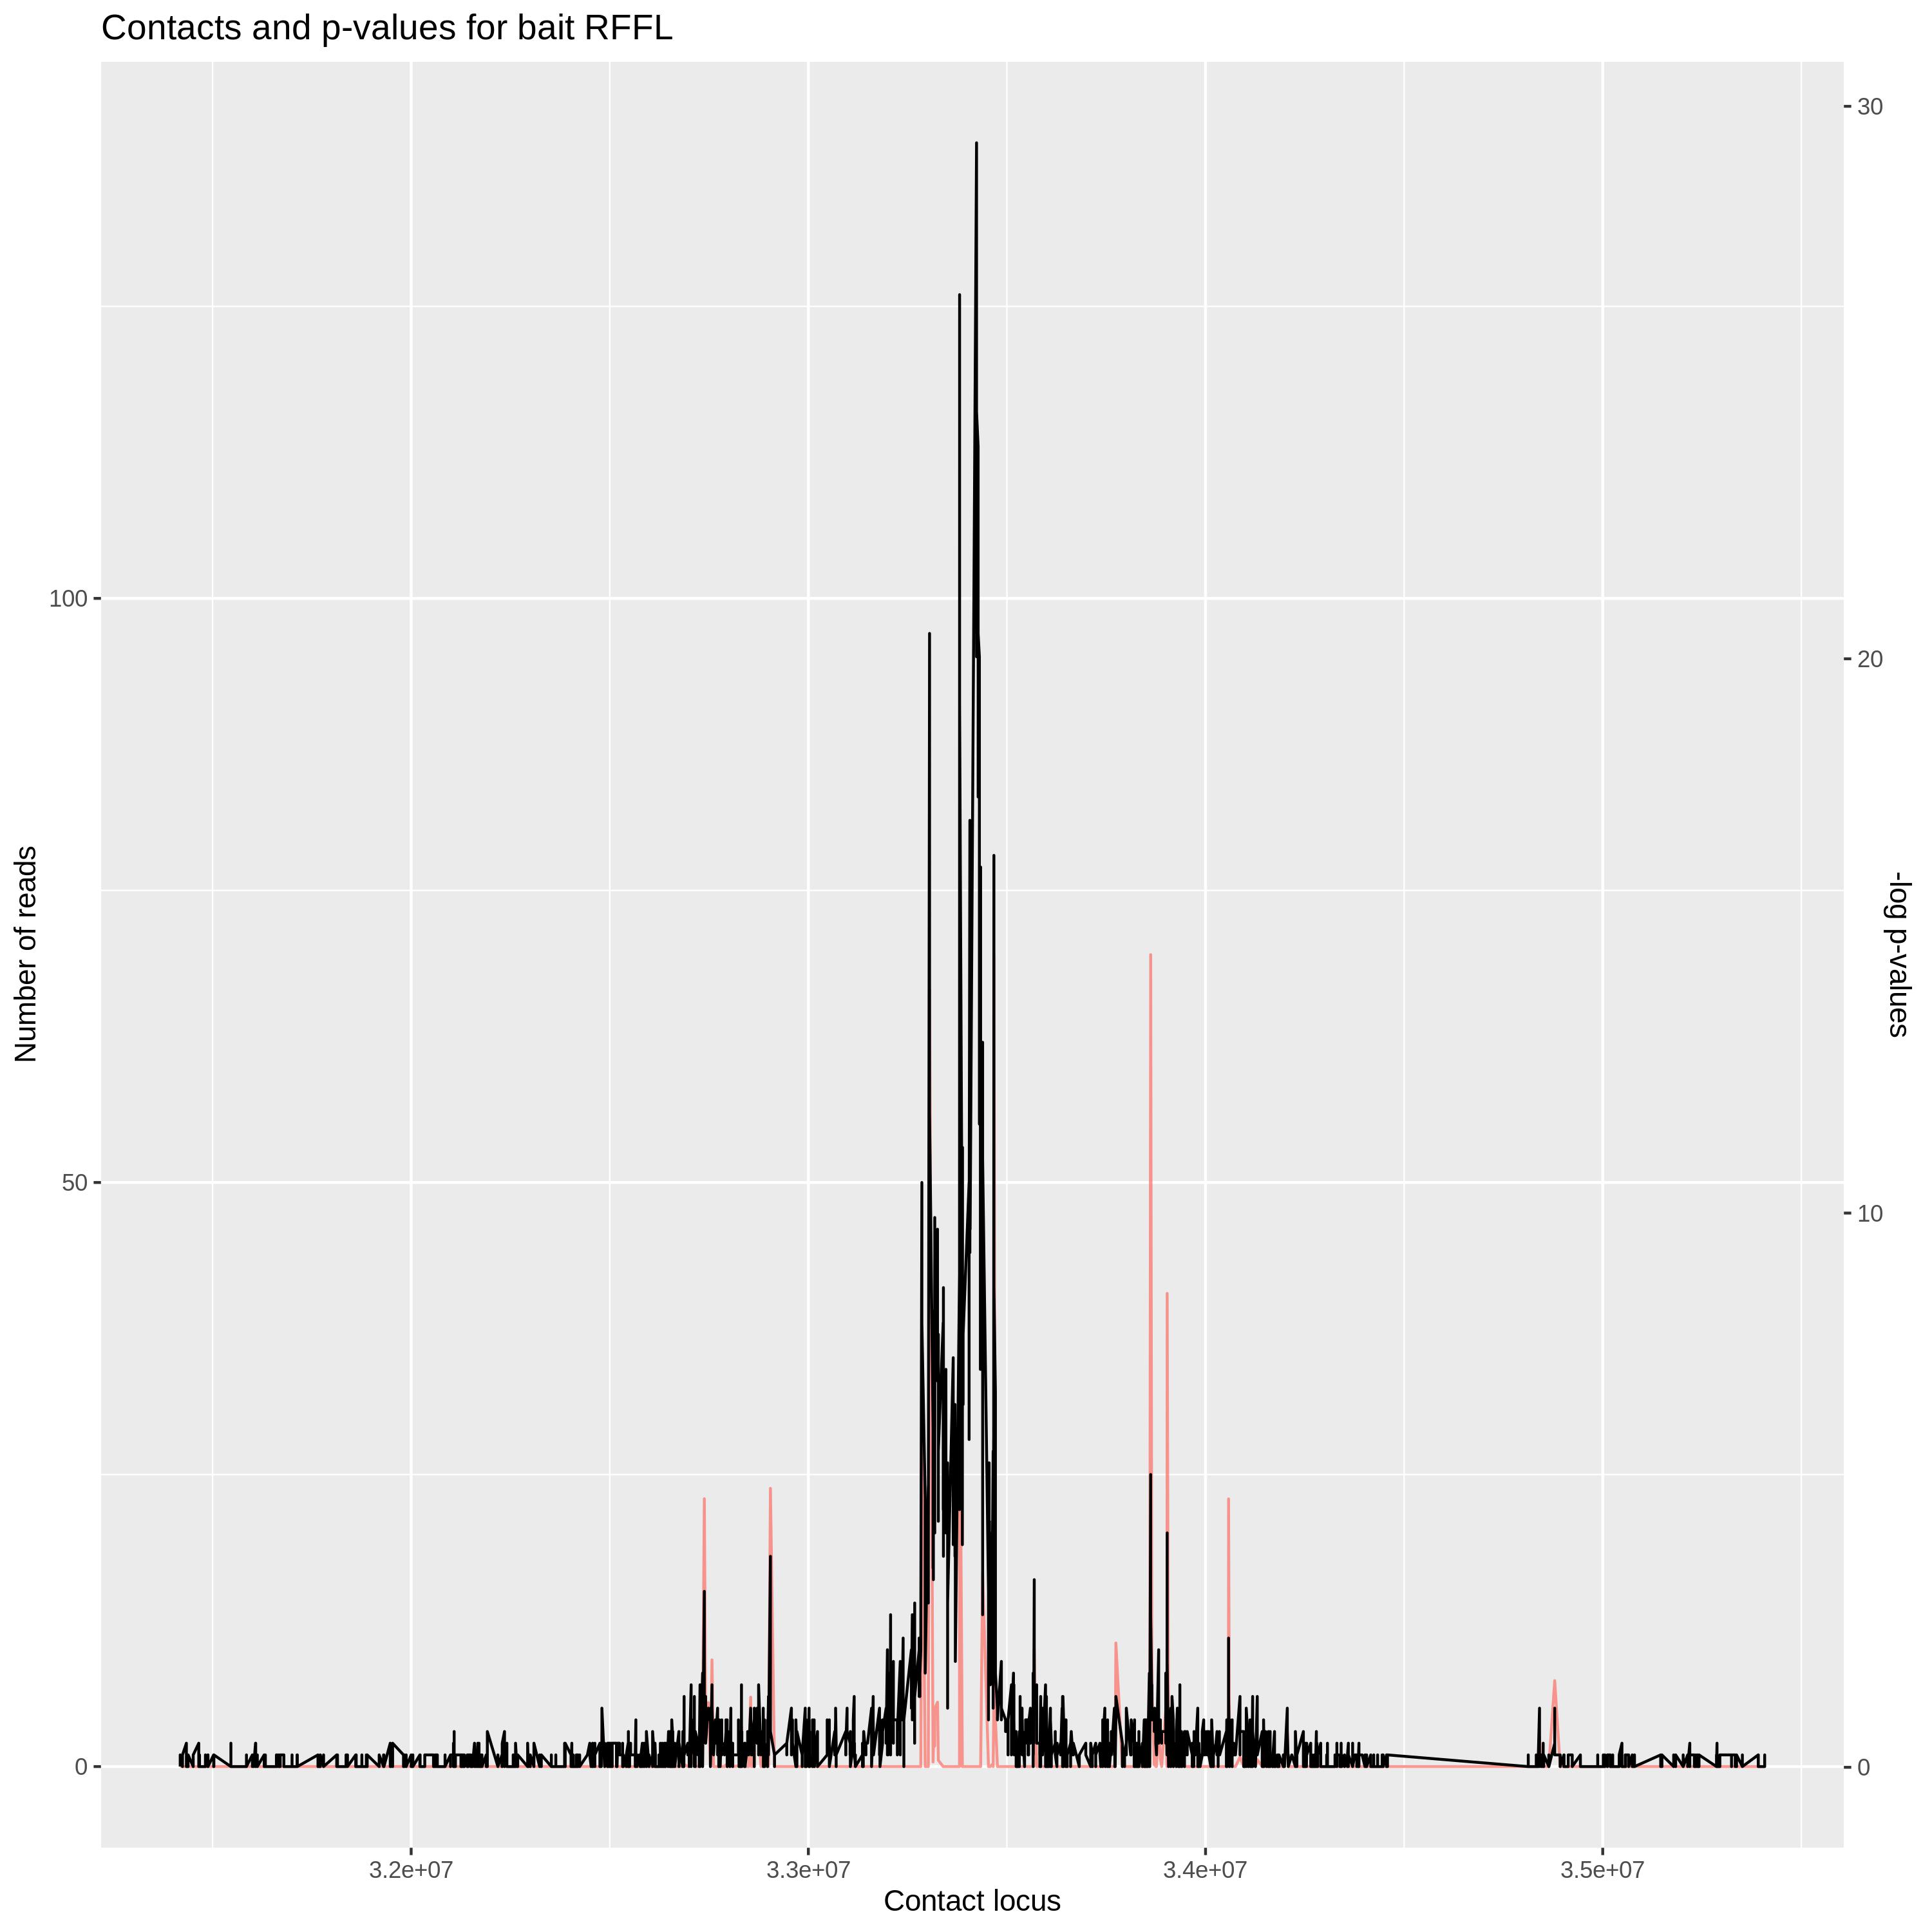 Contacts and p-values for bait RFFL
30
100
20
Number of reads
-log p-values
50
10
0
0
3.2e+07
3.3e+07
3.4e+07
3.5e+07
Contact locus